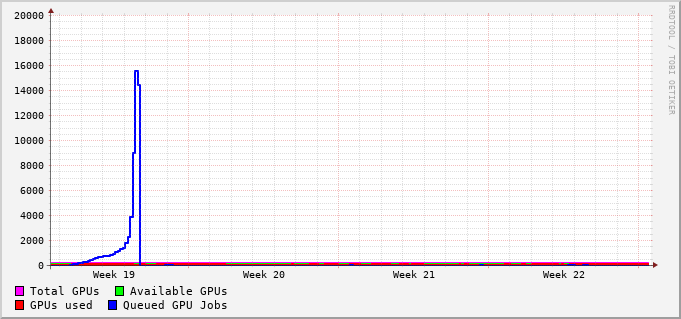 20000
18000
16000
14000
12000
10000
8000
6000
4000
2000
0
Week 19 Week 20 Week 21 Week 22
Total GPUs Available GPUs
GPUs used Queued GPU Jobs
RRDTOOL / TOBI OETIKER